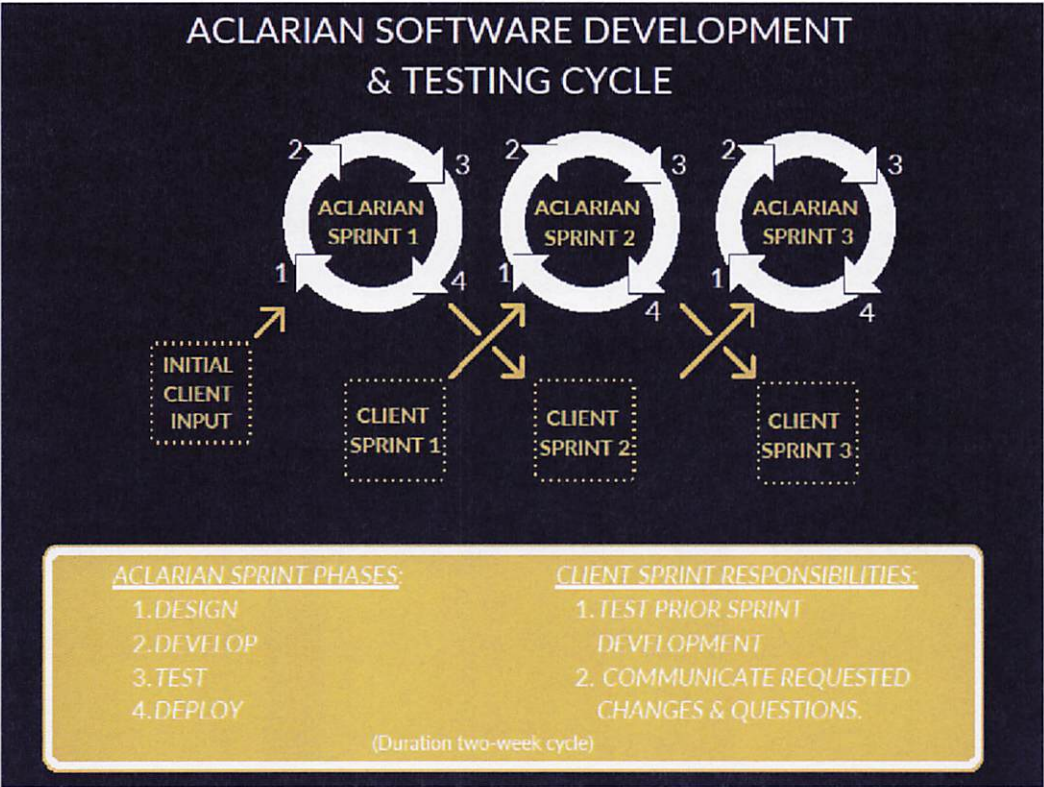 ACLARIAN SOFTWARE DEVELOPMENT
& TESTING CYCLE
2
3
ACLARIAN
SPRINT 1
1
4
2
3
ACLARIAN
SPRINT 2
1
4
2
3
ACLARIAN
SPRINT 3
1
4
INITIAL
CLIENT
INPUT
CLIENT
SPRINT 1
CLIENT
SPRINT 2
CLIENT
SPRINT 3
ACLARIAN SPRINT PHASES:
1. DESIGN
2. DEVELOP
3. TEST
4. DEPLOY
CLIENT SPRINT RESPONSIBILITIES:
1. TEST PRIOR SPRINT
DEVELOPMENT
2. COMMUNICATE REQUESTED
CHANGES & QUESTIONS.
(Duration two-week cycle)